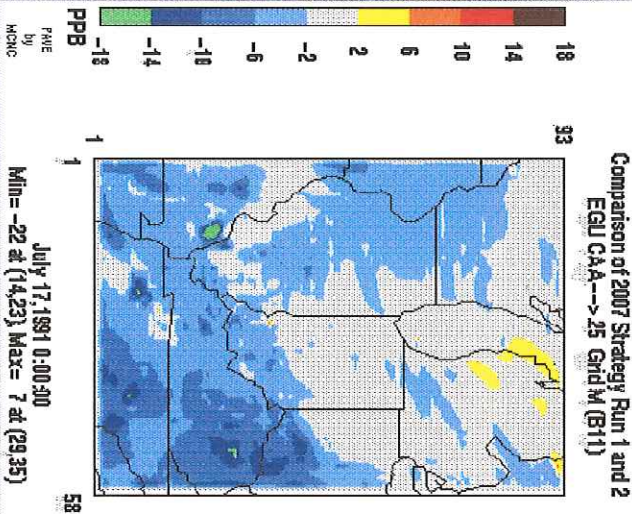 Comparison of 2007 Strategy Run 1 and 2
EGU CAA---> 25 Grid M (B11)
18
14
10
6
2
-2
-6
-10
-14
-18
PPB
PAVE
by
MCNC
93
1
1
58
July 17,1991 0:00:00
Min= -22 at (14,23) Max= 7 at (29,35)